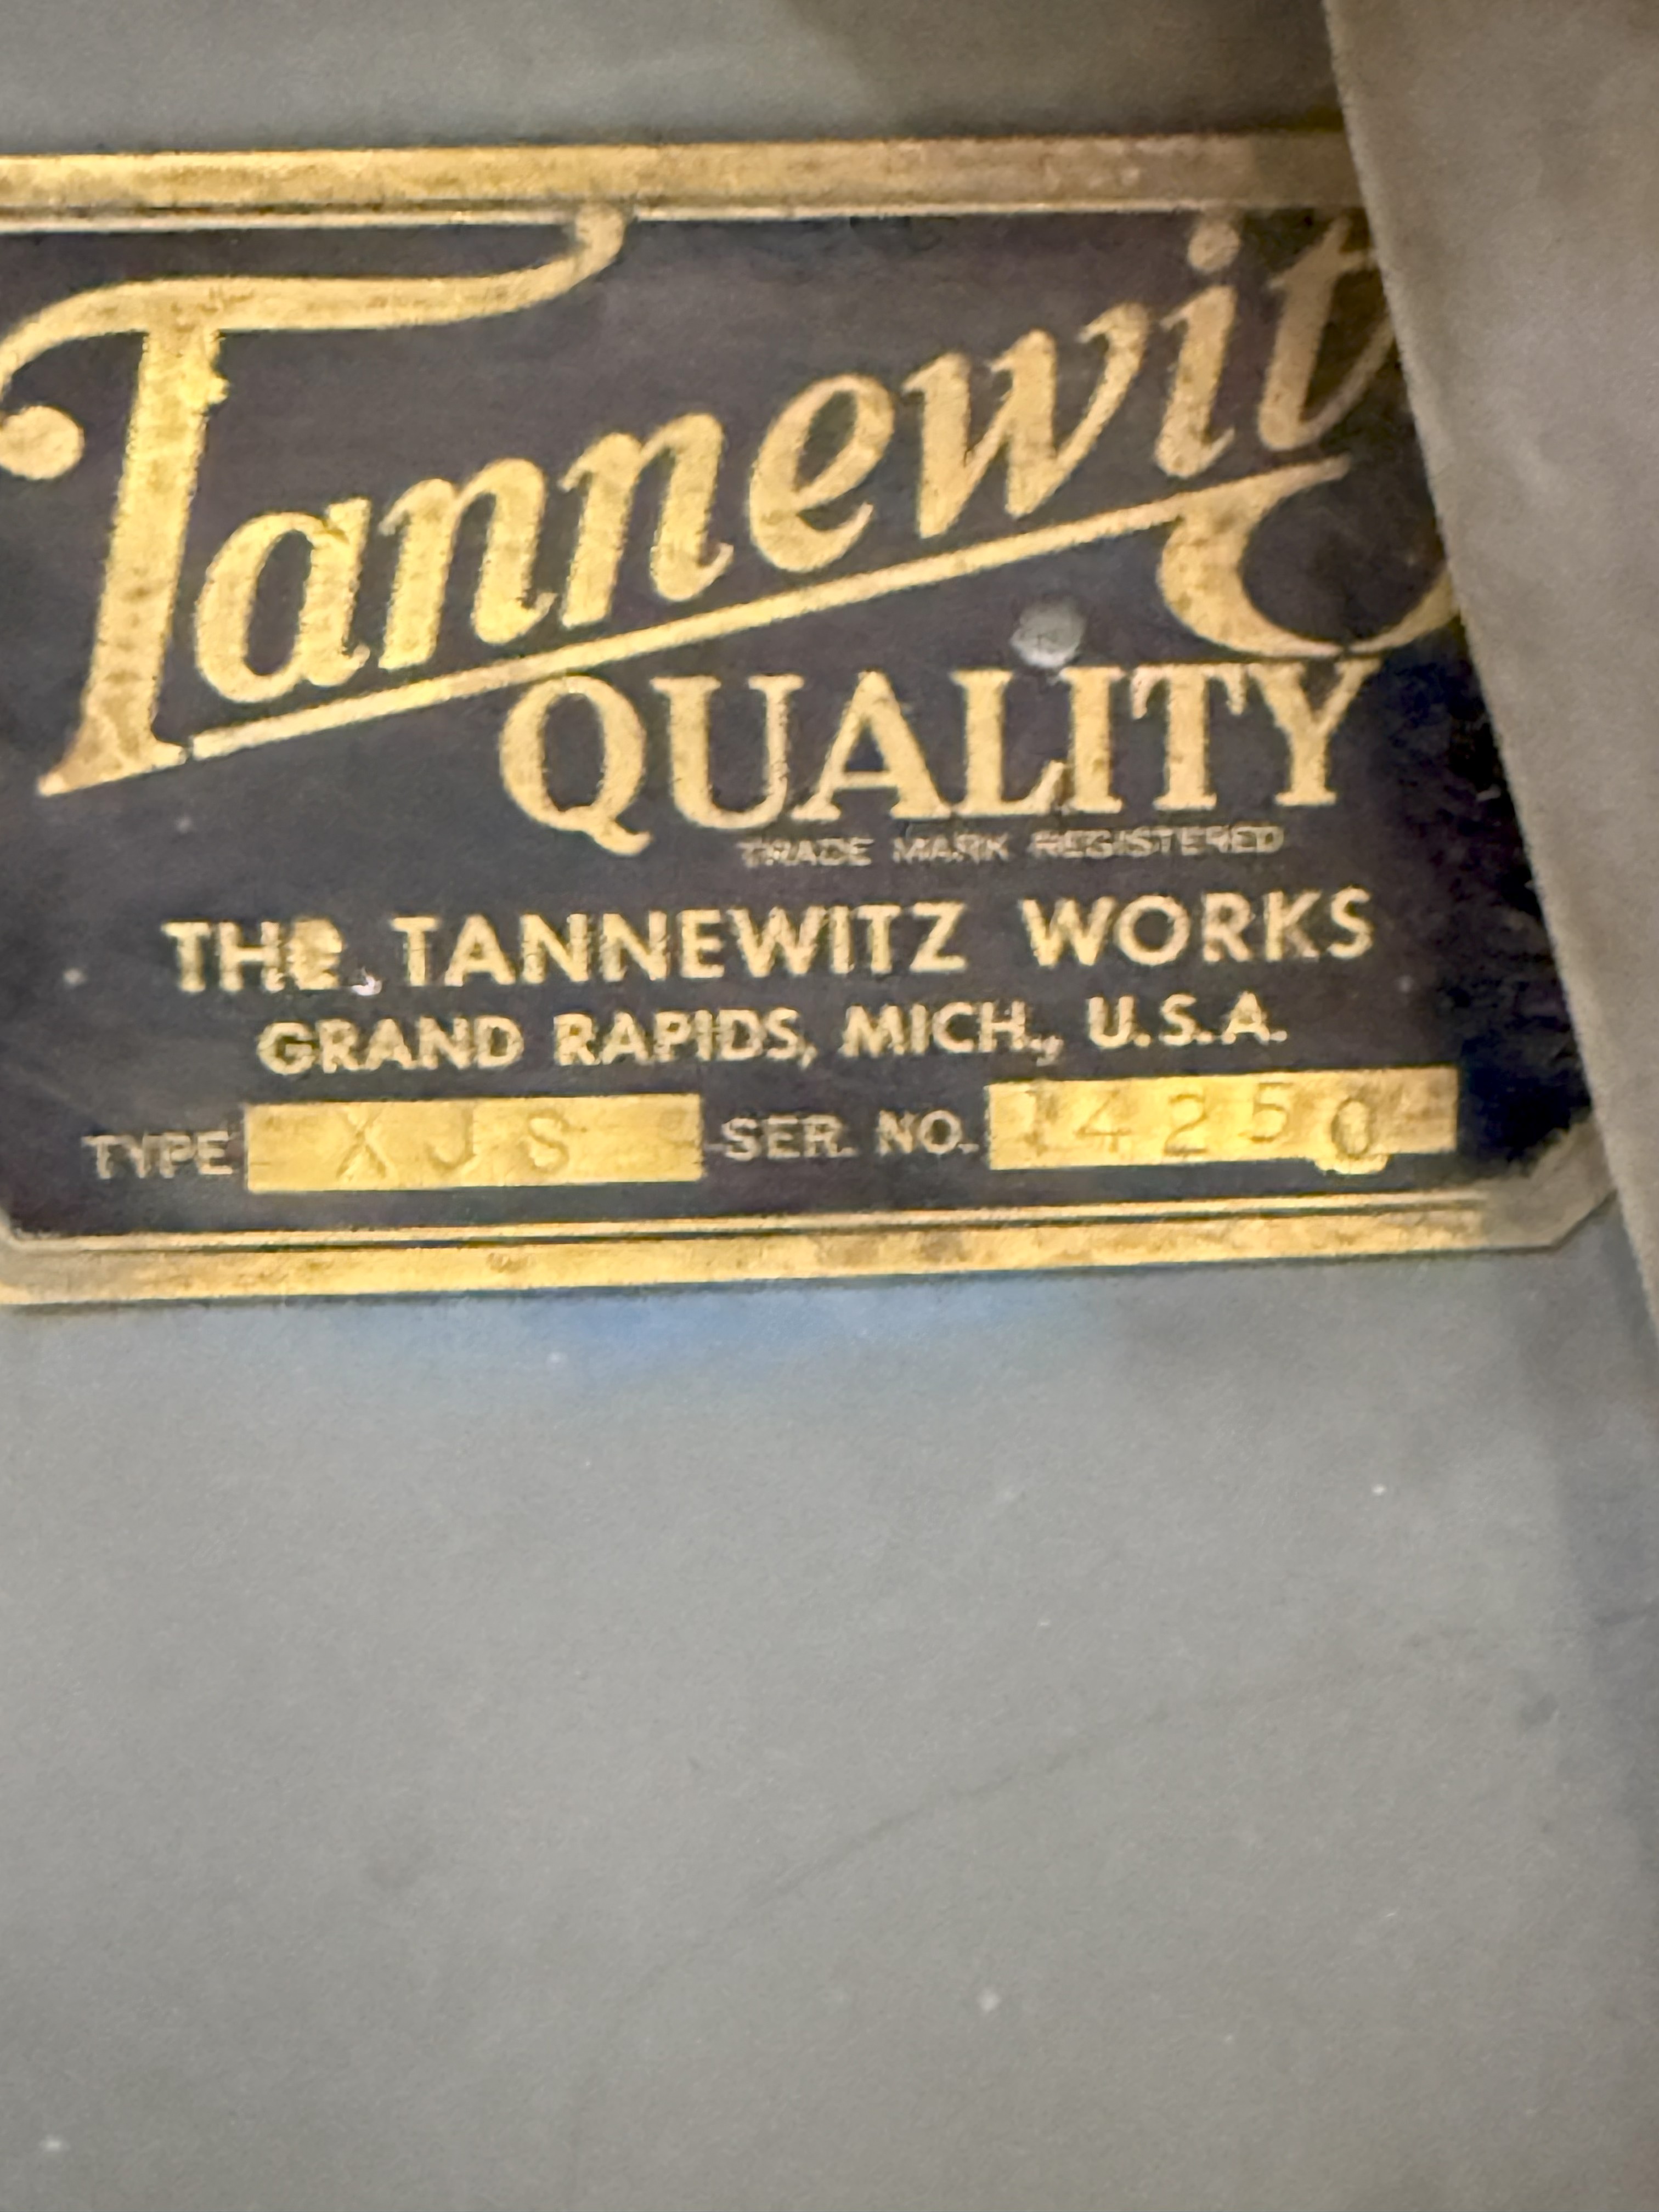 Tannewit
QUALITY
TRADE MARK REGISTERED
THE TANNEWITZ WORKS
GRAND RAPIDS, MICH., U.S.A.
TYPE XJS SER. NO. 14250